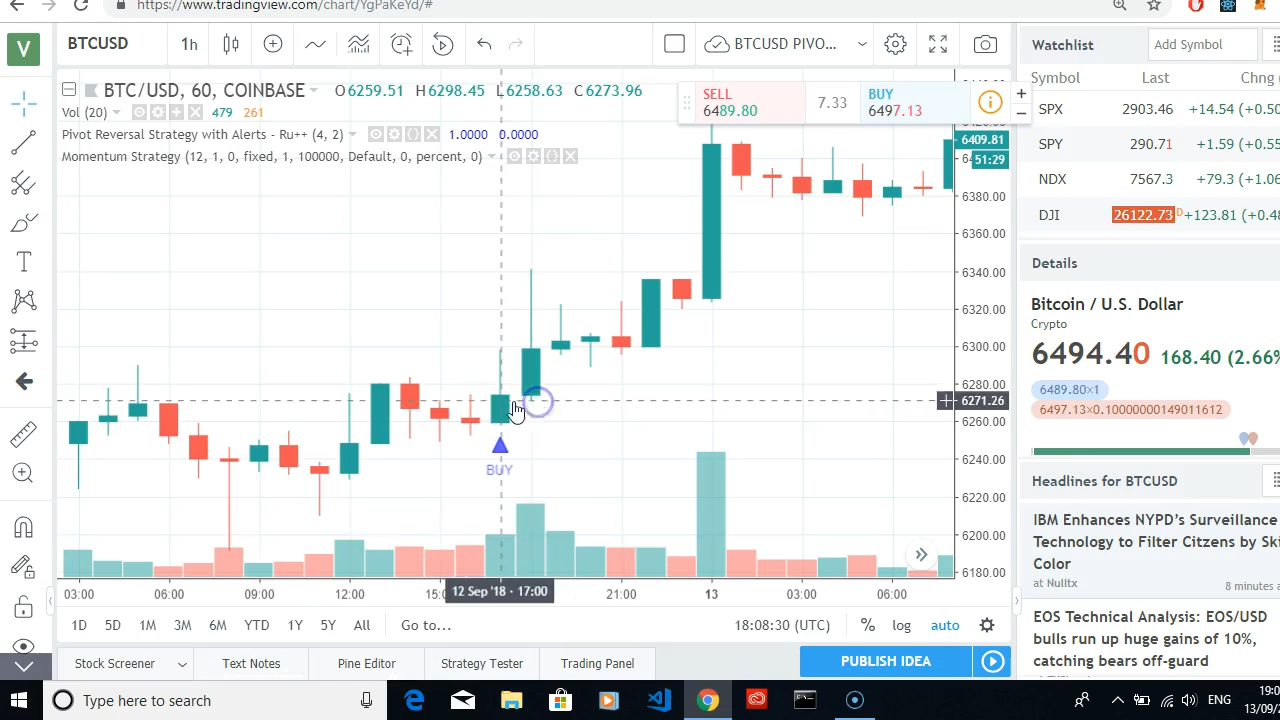 https://www.tradingview.com/chart/YgPaKeYd/#
V
BTCUSD
1h
BTCUSD PIVO...
BTC/USD, 60, COINBASE
O6259.51 H6298.45 L6258.63 C6273.96
Vol (20)
479 261
Pivot Reversal Strategy with Alerts - Ru++ (4, 2)
1.0000 0.0000
Momentum Strategy (12, 1, 0, fixed, 1, 100000, Default, 0, percent, 0)
SELL
6489.80
7.33
BUY
6497.13
6409.81
51:29
6380.00
6360.00
6340.00
6320.00
6300.00
6280.00
6271.26
6260.00
6240.00
6220.00
6200.00
6180.00
BUY
03:00
06:00
09:00
12:00
12 Sep '18 - 17:00
21:00
13
03:00
06:00
1D 5D 1M 3M 6M YTD 1Y 5Y All
Go to...
18:08:30 (UTC)
% log auto
Stock Screener
Text Notes
Pine Editor
Strategy Tester
Trading Panel
PUBLISH IDEA
Watchlist
Add Symbol
Symbol Last Chng
SPX 2903.46 +14.54
SPY 290.71 +1.59
NDX 7567.3 +79.3
DJI 26122.73 D +123.81
Details
Bitcoin / U.S. Dollar
Crypto
6494.40 168.40 (2.66%
6489.80×1
6497.13×0.10000000149011612
Headlines for BTCUSD
IBM Enhances NYPD's Surveillance
Technology to Filter Citzens by Ski
Color
at Nulltx
8 minutes a
EOS Technical Analysis: EOS/USD
bulls run up huge gains of 10%,
catching bears off-guard
Type here to search
ENG
19:0
13/09/2